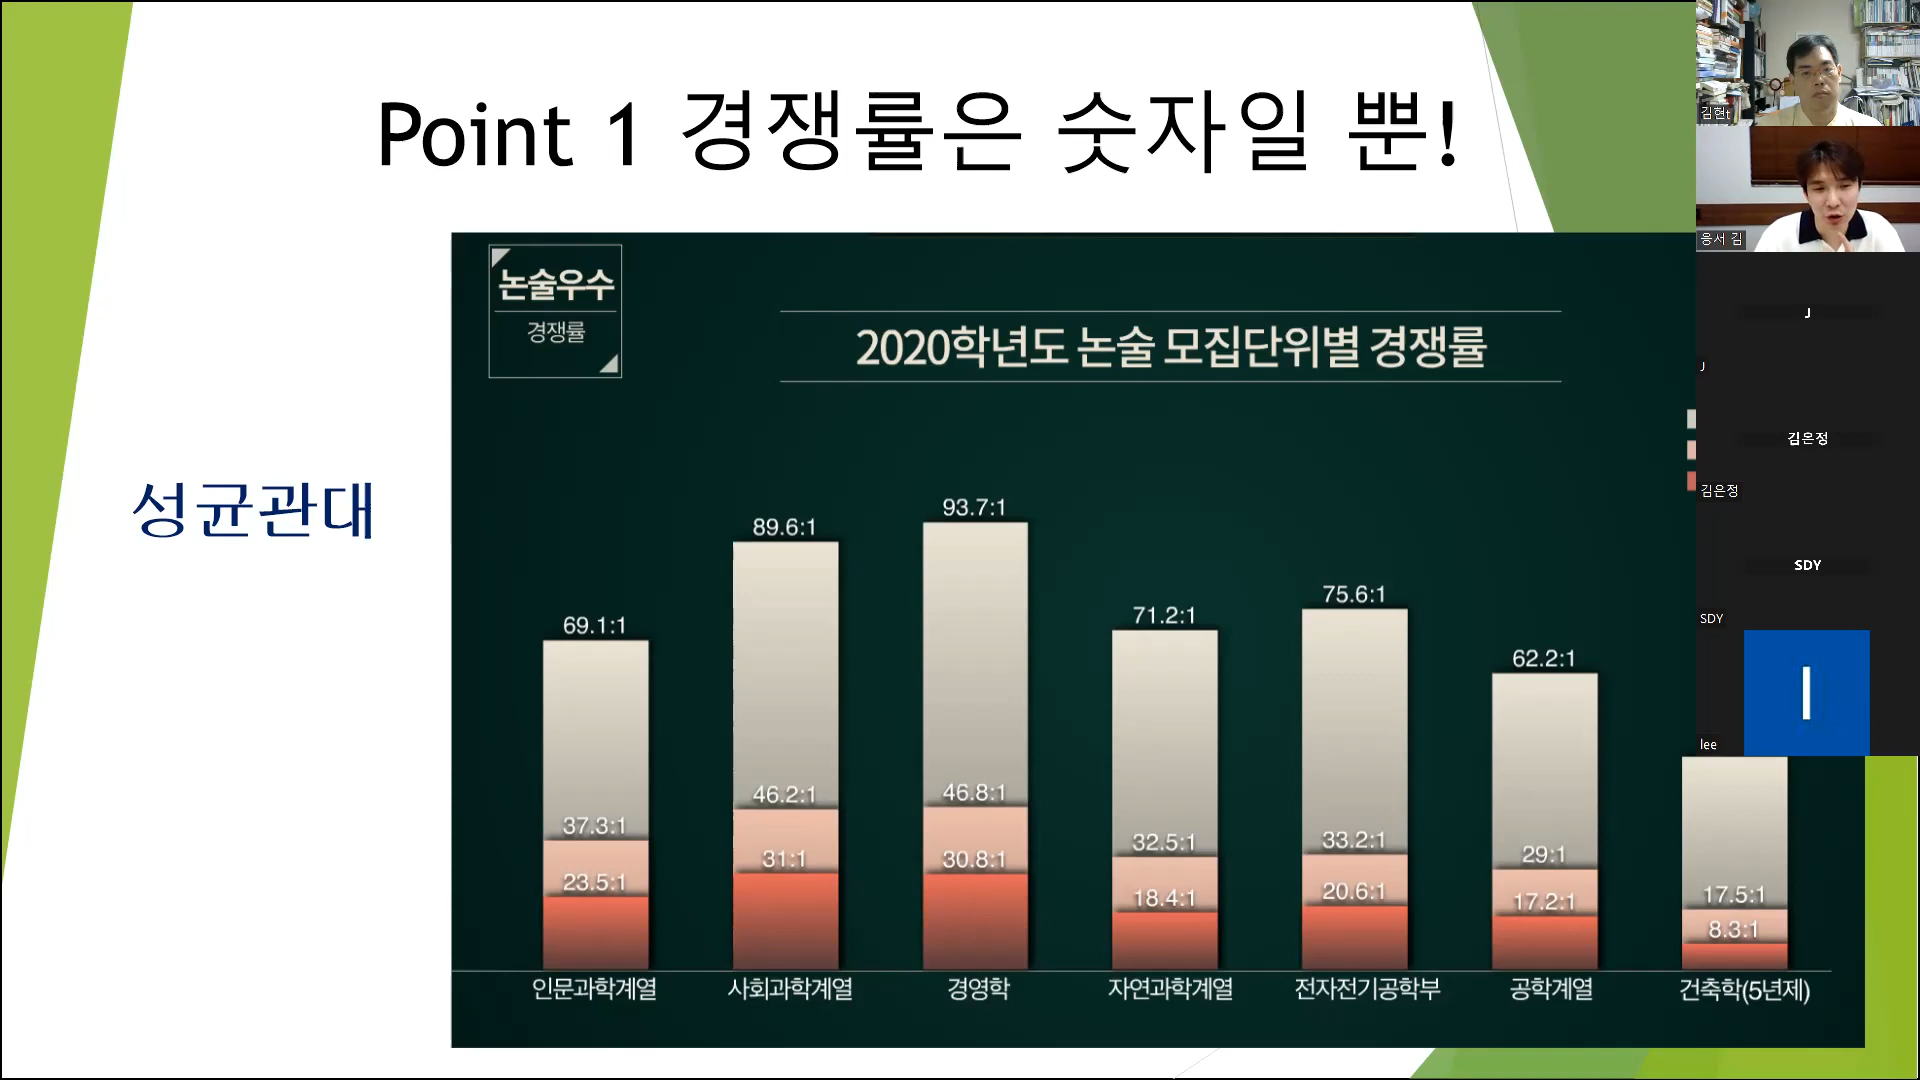 Point 1 경쟁률은 숫자일 뿐!
성균관대
논술우수
경쟁률
2020학년도 논술 모집단위별 경쟁률
69.1:1
37.3:1
23.5:1
인문과학계열
89.6:1
46.2:1
31:1
사회과학계열
93.7:1
46.8:1
30.8:1
경영학
71.2:1
32.5:1
18.4:1
자연과학계열
75.6:1
33.2:1
20.6:1
전자전기공학부
62.2:1
29:1
17.2:1
공학계열
17.5:1
8.3:1
건축학(5년제)
김현t
응서 김
J
J
김은정
김은정
SDY
SDY
l
lee